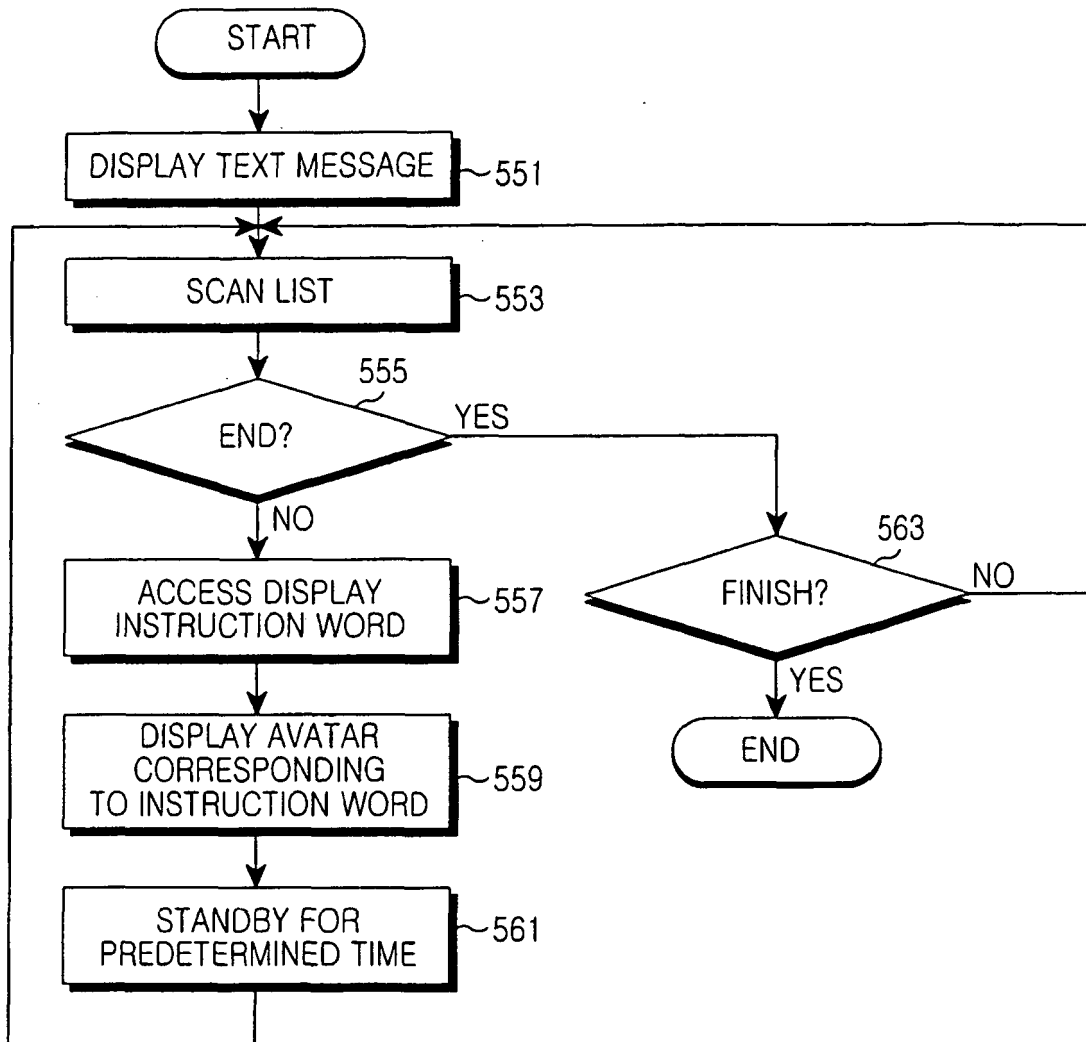 START
DISPLAY TEXT MESSAGE
551
SCAN LIST
553
555
END?
YES
NO
563
FINISH?
NO
YES
END
ACCESS DISPLAY
INSTRUCTION WORD
557
DISPLAY AVATAR
CORRESPONDING
TO INSTRUCTION WORD
559
STANDBY FOR
PREDETERMINED TIME
561